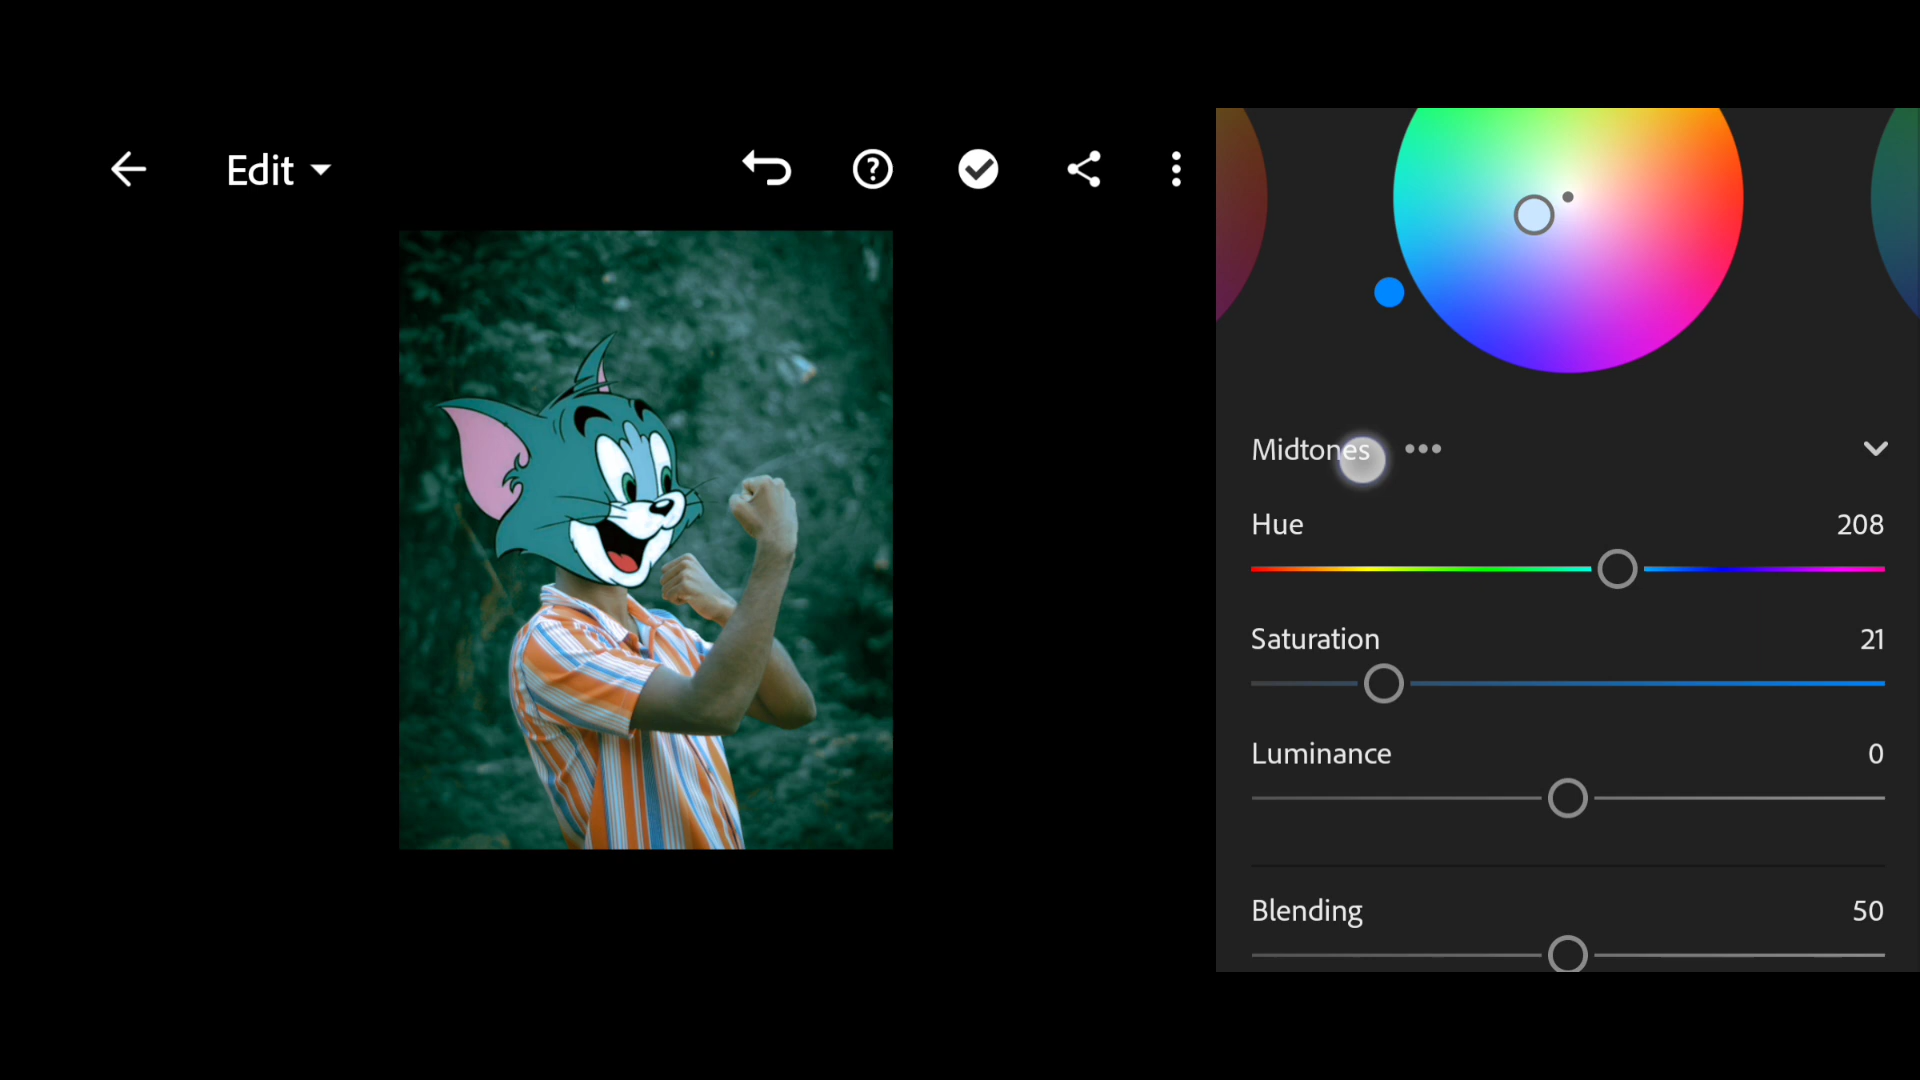 Edit
Midtones
Hue 208
Saturation 21
Luminance 0
Blending 50